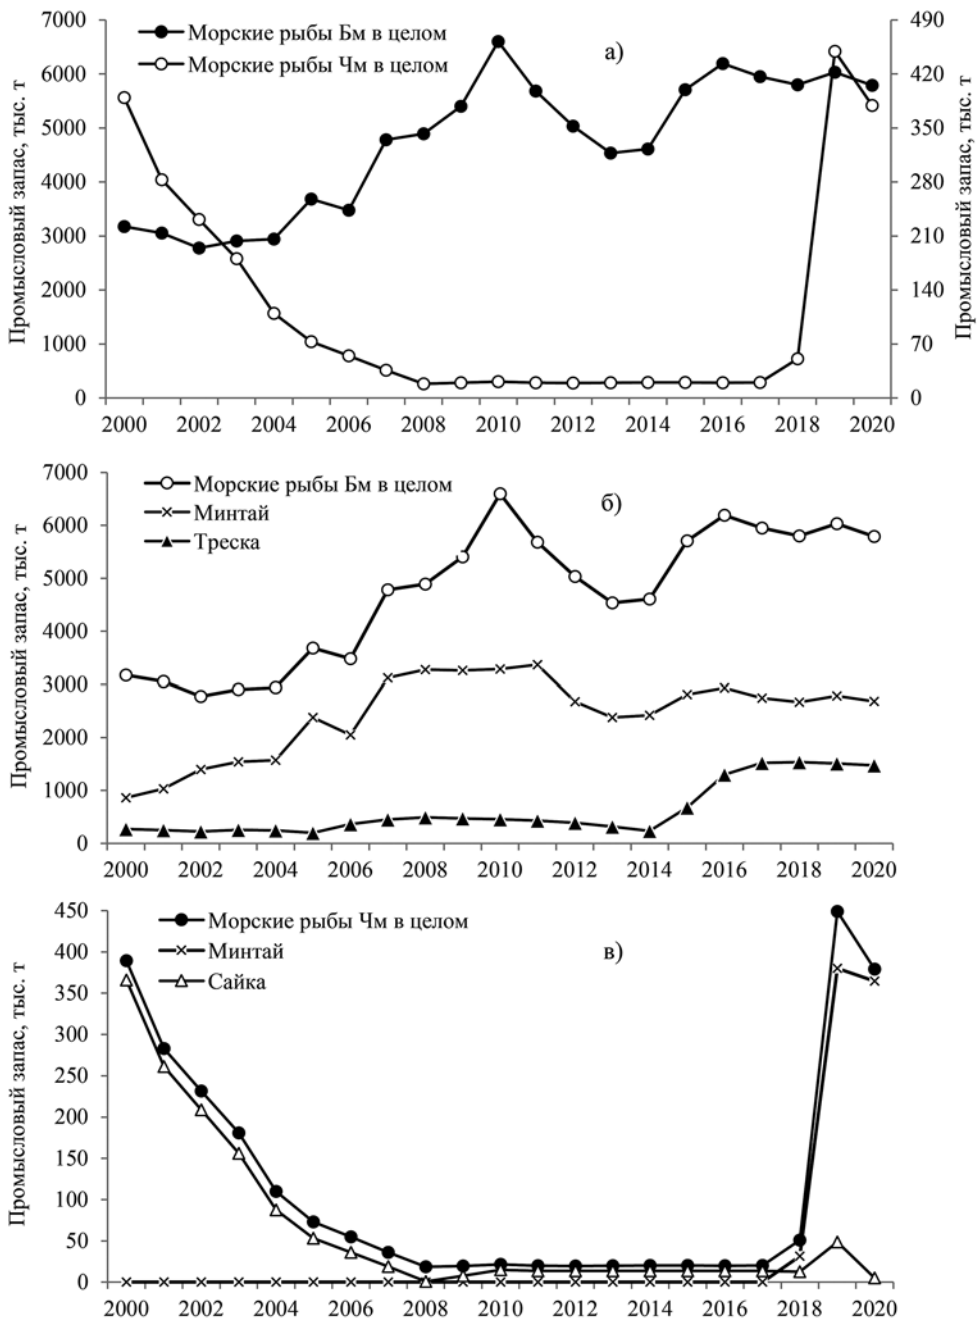 Морские рыбы Бм в целом
Морские рыбы Чм в целом
а)
Промысловый запас, тыс. т
7000
6000
5000
4000
3000
2000
1000
0
490
420
350
280
210
140
70
0
Промысловый запас, тыс. т
2000 2002 2004 2006 2008 2010 2012 2014 2016 2018 2020
Морские рыбы Бм в целом
Минтай
Треска
б)
Промысловый запас, тыс. т
7000
6000
5000
4000
3000
2000
1000
0
2000 2002 2004 2006 2008 2010 2012 2014 2016 2018 2020
Морские рыбы Чм в целом
Минтай
Сайка
в)
Промысловый запас, тыс. т
450
400
350
300
250
200
150
100
50
0
2000 2002 2004 2006 2008 2010 2012 2014 2016 2018 2020